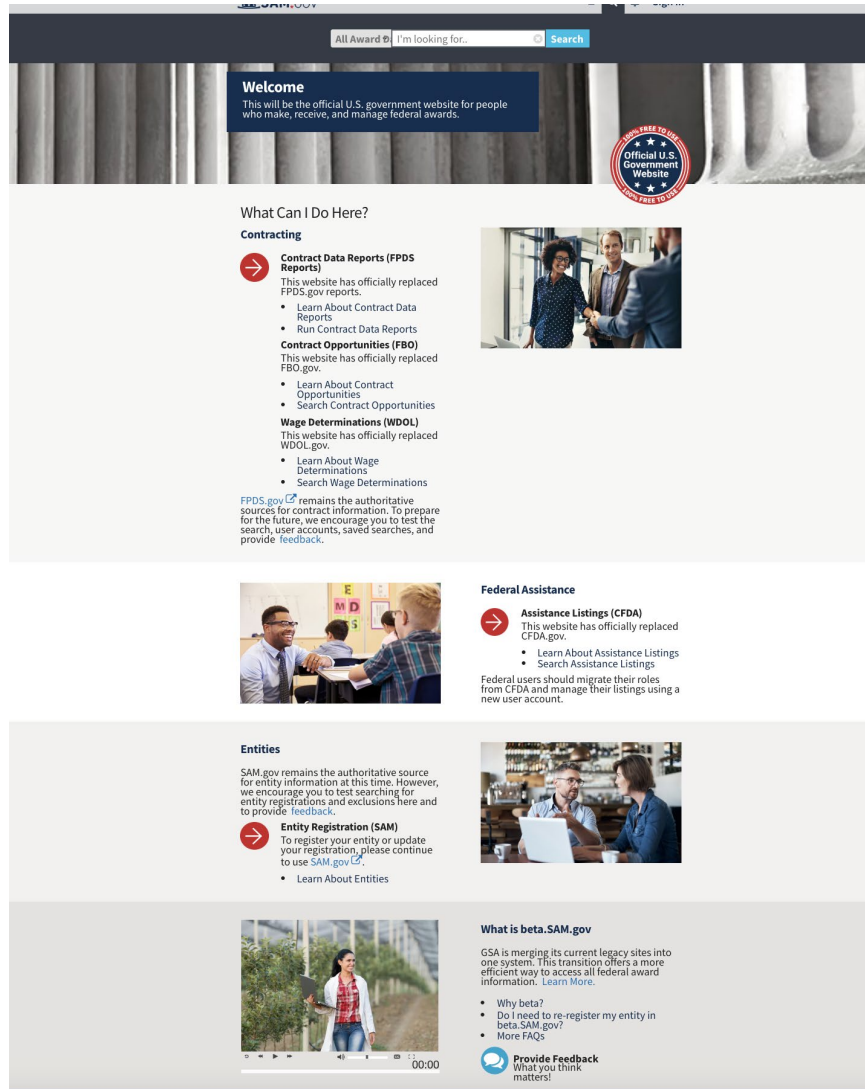 SAM.GOV
All Award
I'm looking for..
Search
Welcome
This will be the official U.S. government website for people
who make, receive, and manage federal awards.
100% FREE TO USE
Official U.S.
Government
Website
100% FREE TO USE
What Can I Do Here?
Contracting
Contract Data Reports (FPDS
Reports)
This website has officially replaced
FPDS.gov reports.
• Learn About Contract Data
Reports
• Run Contract Data Reports
Contract Opportunities (FBO)
This website has officially replaced
FBO.gov.
• Learn About Contract
Opportunities
• Search Contract Opportunities
Wage Determinations (WDOL)
This website has officially replaced
WDOL.gov.
• Learn About Wage
Determinations
• Search Wage Determinations
FPDS.gov remains the authoritative
sources for contract information. To prepare
for the future, we encourage you to test the
search, user accounts, saved searches, and
provide feedback.
E
M D
S
Federal Assistance
Assistance Listings (CFDA)
This website has officially replaced
CFDA.gov.
• Learn About Assistance Listings
• Search Assistance Listings
Federal users should migrate their roles
from CFDA and manage their listings using a
new user account.
Entities
SAM.gov remains the authoritative source
for entity information at this time. However,
we encourage you to test searching for
entity registrations and exclusions here and
to provide feedback.
Entity Registration (SAM)
To register your entity or update
your registration, please continue
to use SAM.gov.
• Learn About Entities
00:00
What is beta.SAM.gov
GSA is merging its current legacy sites into
one system. This transition offers a more
efficient way to access all federal award
information. Learn More.
• Why beta?
• Do I need to re-register my entity in
beta.SAM.gov?
• More FAQs
Provide Feedback
What you think
matters!